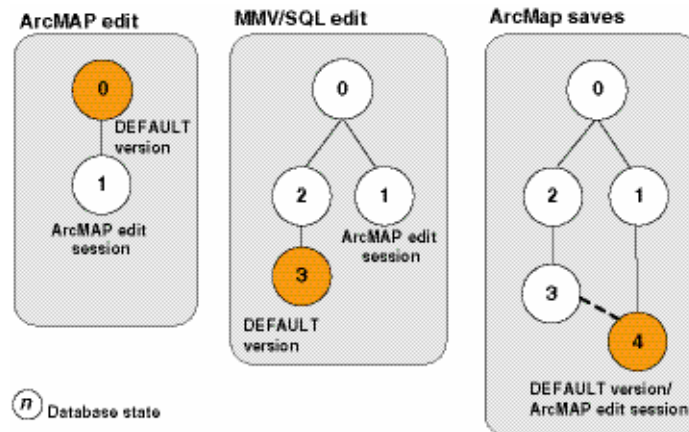 ArcMAP edit
0
DEFAULT
version
1
ArcMAP edit
session
MMV/SQL edit
0
2
1
ArcMAP edit
session
3
DEFAULT
version
ArcMap saves
0
2
1
3
4
DEFAULT version/
ArcMAP edit session
n Database state